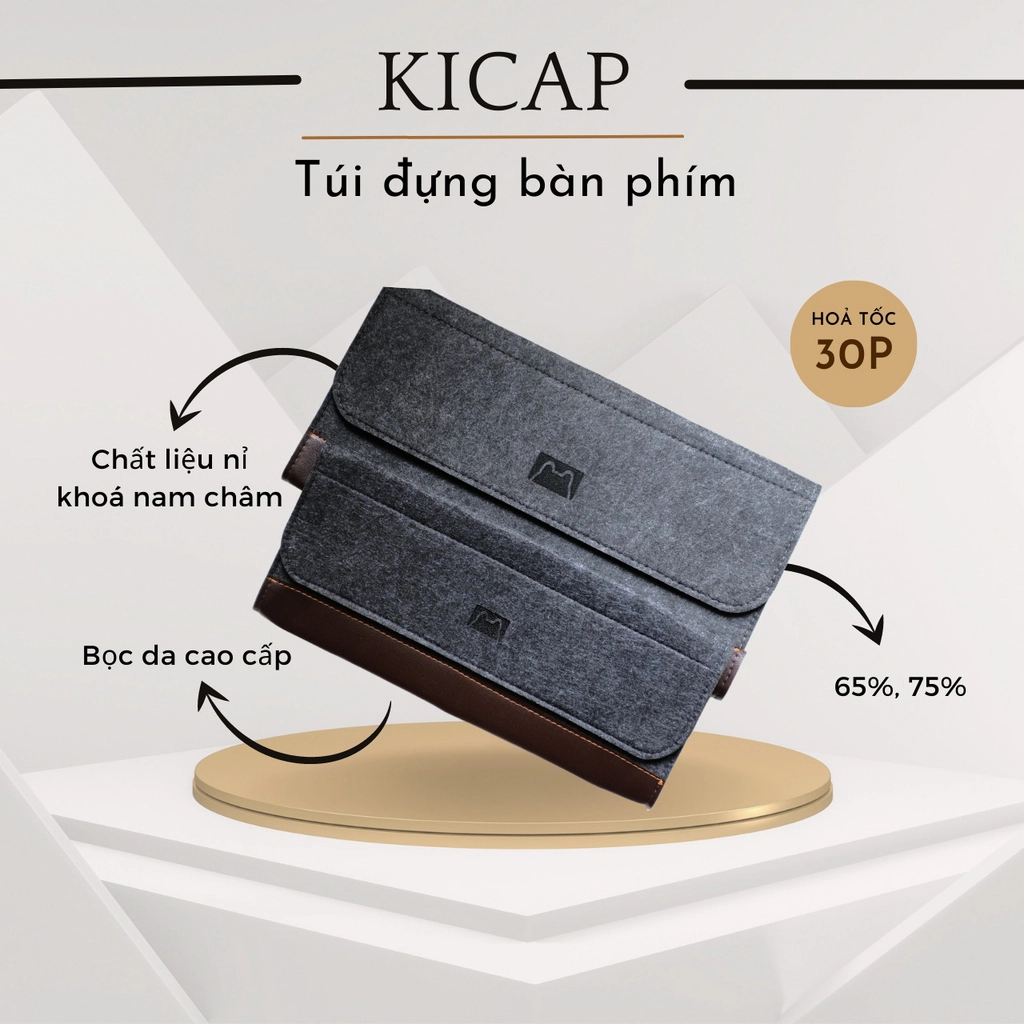 KICAP
Túi đựng bàn phím
HOẢ TỐC
30P
Chất liệu nỉ
khoá nam châm
Bọc da cao cấp
65%, 75%